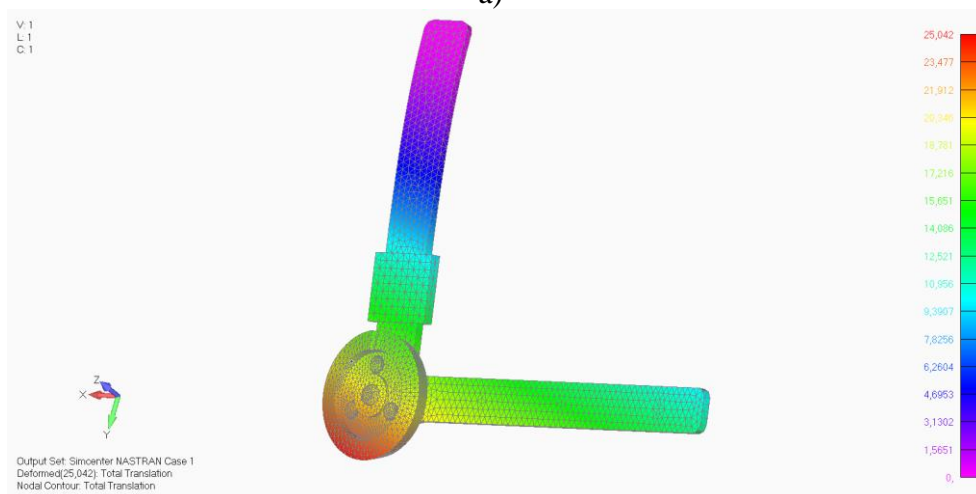 a)
V: 1
L: 1
C: 1
25,042
23,477
21,912
20,346
18,781
17,216
15,651
14,086
12,521
10,956
9,3907
7,8256
6,2604
4,6953
3,1302
1,5651
0,
Z
X
Y
Output Set: Simcenter NASTRAN Case 1
Deformed(25,042): Total Translation
Nodal Contour: Total Translation